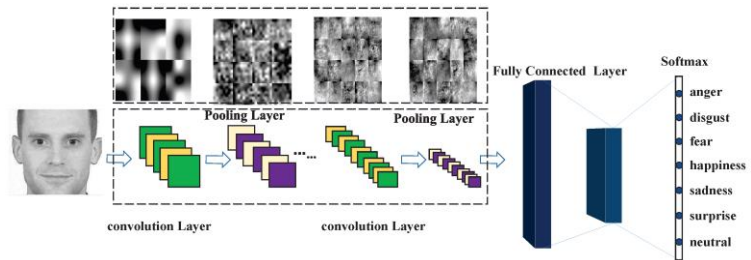 Softmax
Fully Connected Layer
anger
disgust
fear
happiness
sadness
surprise
neutral
Pooling Layer
Pooling Layer
......
convolution Layer
convolution Layer